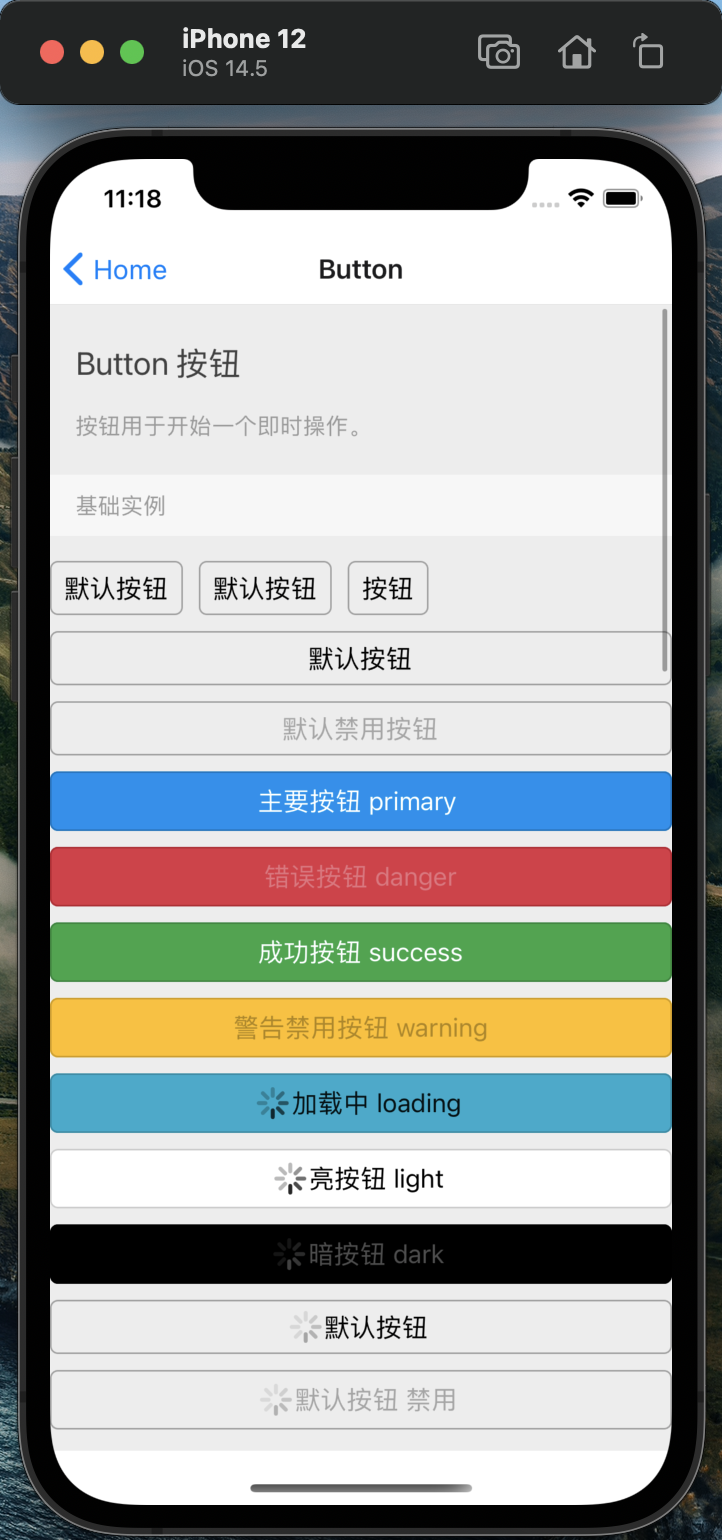 iPhone 12
iOS 14.5
11:18
Home
Button
Button 按钮
按钮用于开始一个即时操作。
基础实例
默认按钮 默认按钮 按钮
默认按钮
默认禁用按钮
主要按钮 primary
错误按钮 danger
成功按钮 success
警告禁用按钮 warning
加载中 loading
亮按钮 light
暗按钮 dark
默认按钮
默认按钮 禁用